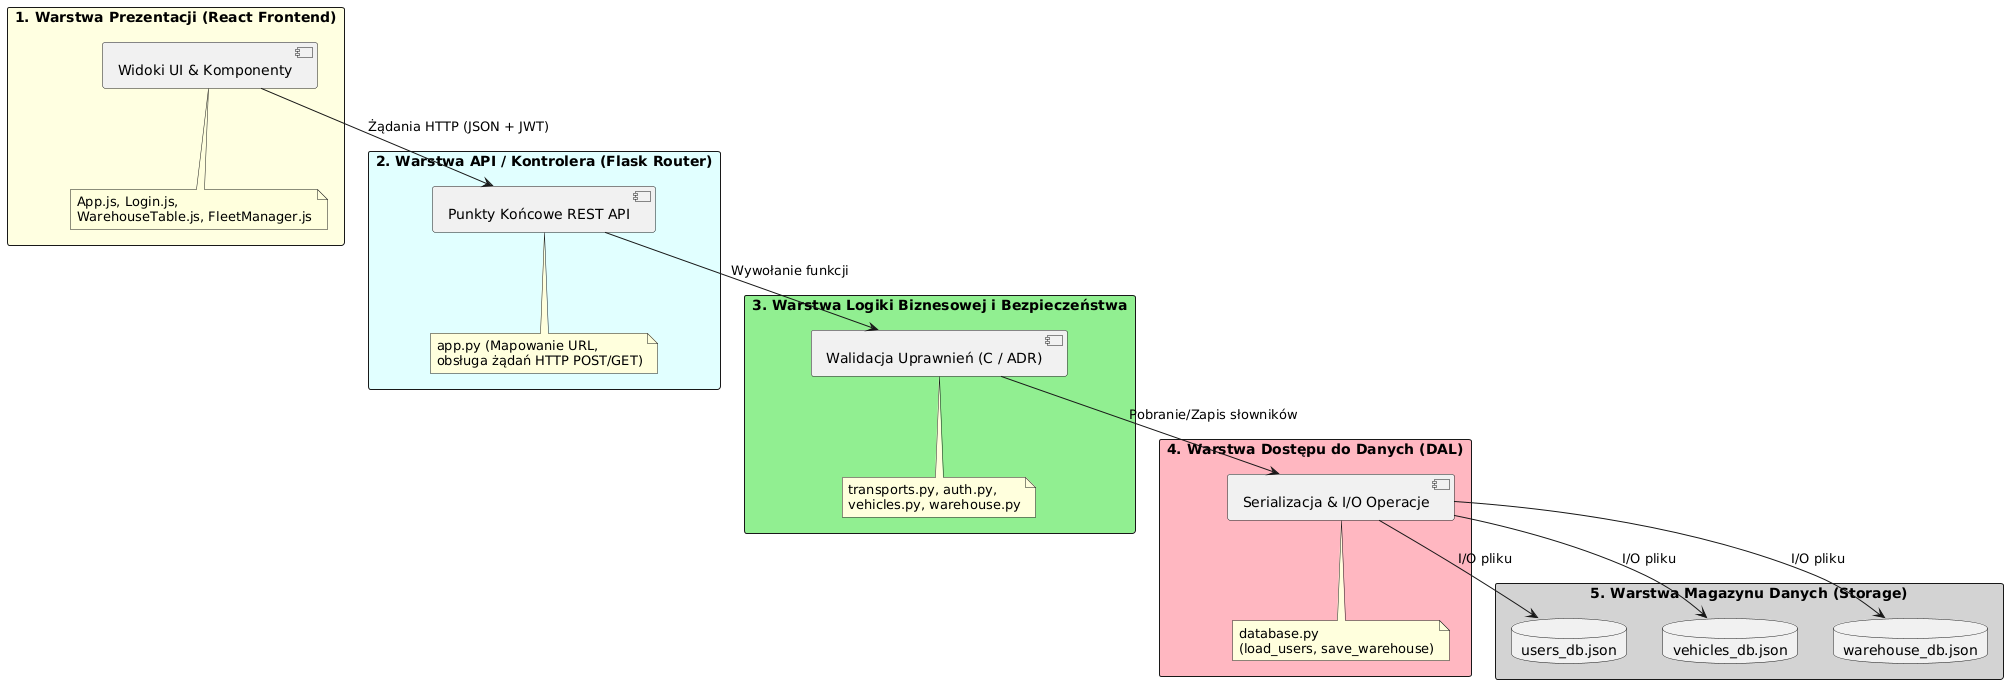 1. Warstwa Prezentacji (React Frontend)
Widoki UI & Komponenty
App.js, Login.js,
WarehouseTable.js, FleetManager.js
Żądania HTTP (JSON + JWT)
2. Warstwa API / Kontrolera (Flask Router)
Punkty Końcowe REST API
app.py (Mapowanie URL,
obsługa żądań HTTP POST/GET)
Wywołanie funkcji
3. Warstwa Logiki Biznesowej i Bezpieczeństwa
Walidacja Uprawnień (C / ADR)
transports.py, auth.py,
vehicles.py, warehouse.py
Pobranie/Zapis słowników
4. Warstwa Dostępu do Danych (DAL)
Serializacja & I/O Operacje
database.py
(load_users, save_warehouse)
I/O pliku
I/O pliku
I/O pliku
5. Warstwa Magazynu Danych (Storage)
users_db.json
vehicles_db.json
warehouse_db.json